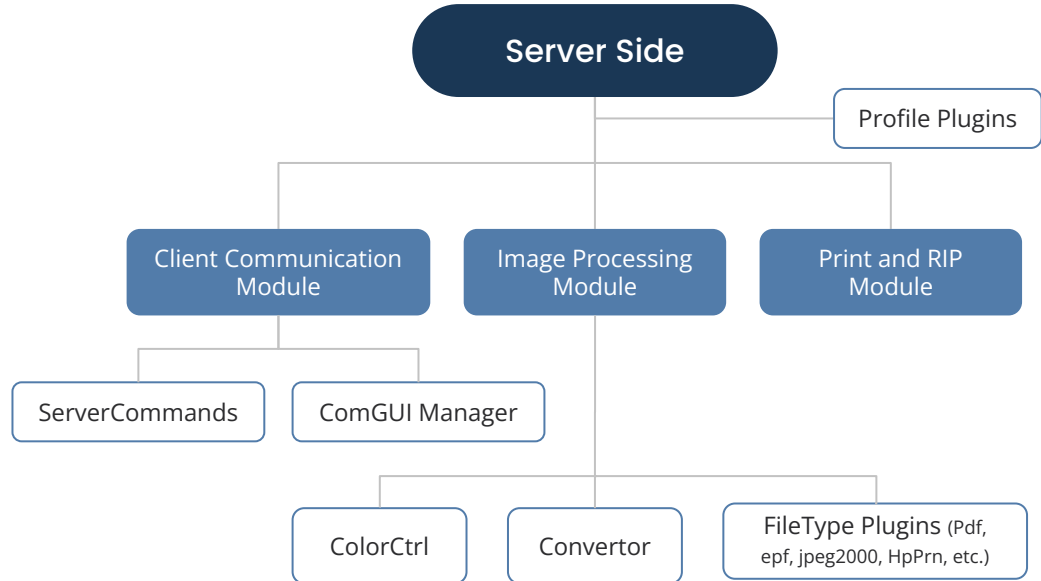 Server Side
Profile Plugins
Client Communication
Module
Image Processing
Module
Print and RIP
Module
ServerCommands
ComGUI Manager
ColorCtrl
Convertor
FileType Plugins (Pdf,
epf, jpeg2000, HpPrn, etc.)